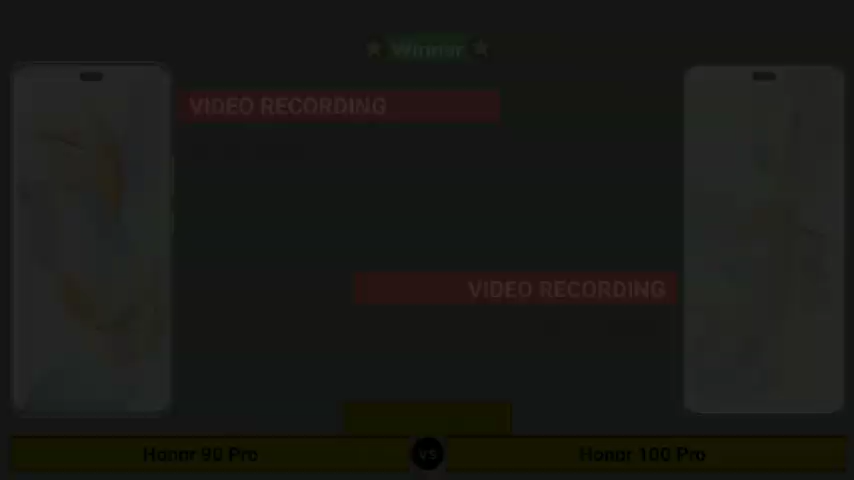 Winner
VIDEO RECORDING
VIDEO RECORDING
Honor 90 Pro
VS
Honor 100 Pro